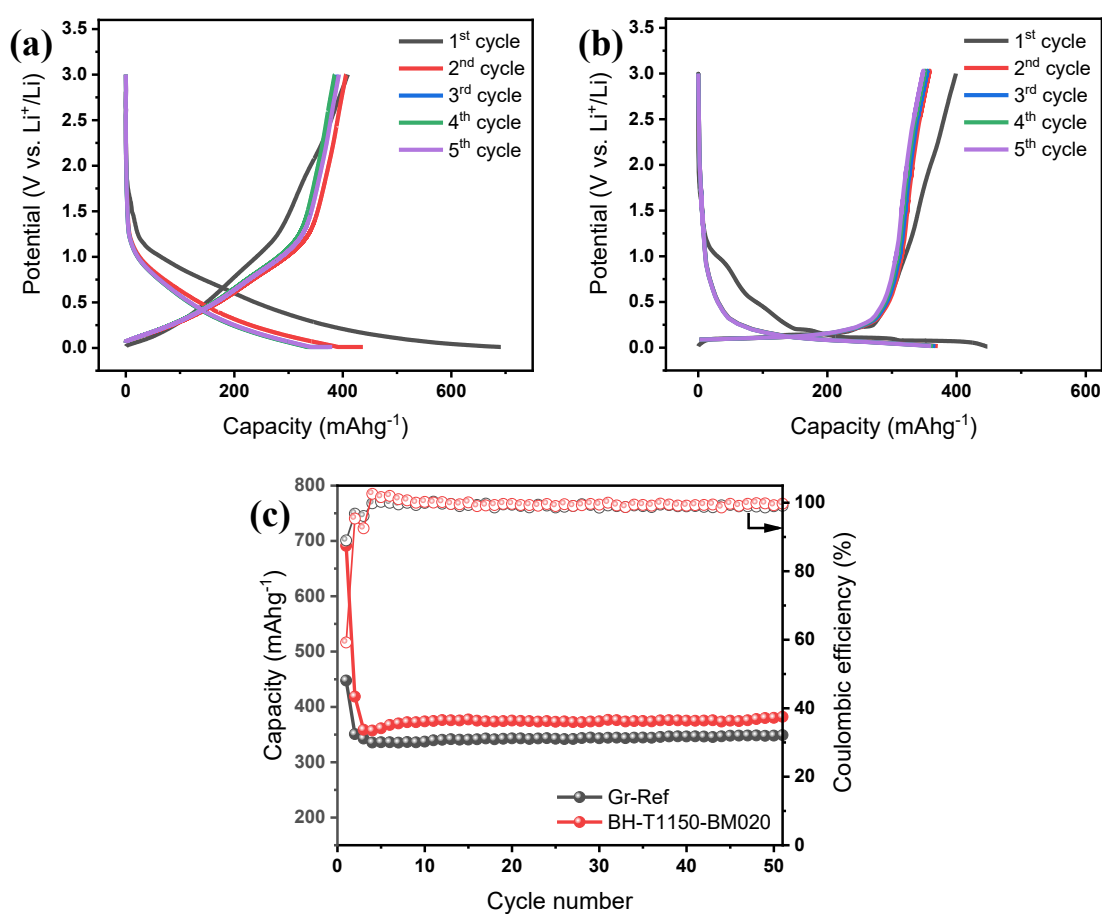 (a)
3.5
3.0
2.5
2.0
1.5
1.0
0.5
0.0
Potential (V vs. Li⁺/Li)
1st cycle
2nd cycle
3rd cycle
4th cycle
5th cycle
0 200 400 600
Capacity (mAhg⁻¹)
(b)
3.5
3.0
2.5
2.0
1.5
1.0
0.5
0.0
Potential (V vs. Li⁺/Li)
1st cycle
2nd cycle
3rd cycle
4th cycle
5th cycle
0 200 400 600
Capacity (mAhg⁻¹)
(c)
800
700
600
500
400
300
200
Capacity (mAhg⁻¹)
100
80
60
40
20
0
Coulombic efficiency (%)
Gr-Ref
BH-T1150-BM020
0 10 20 30 40 50
Cycle number